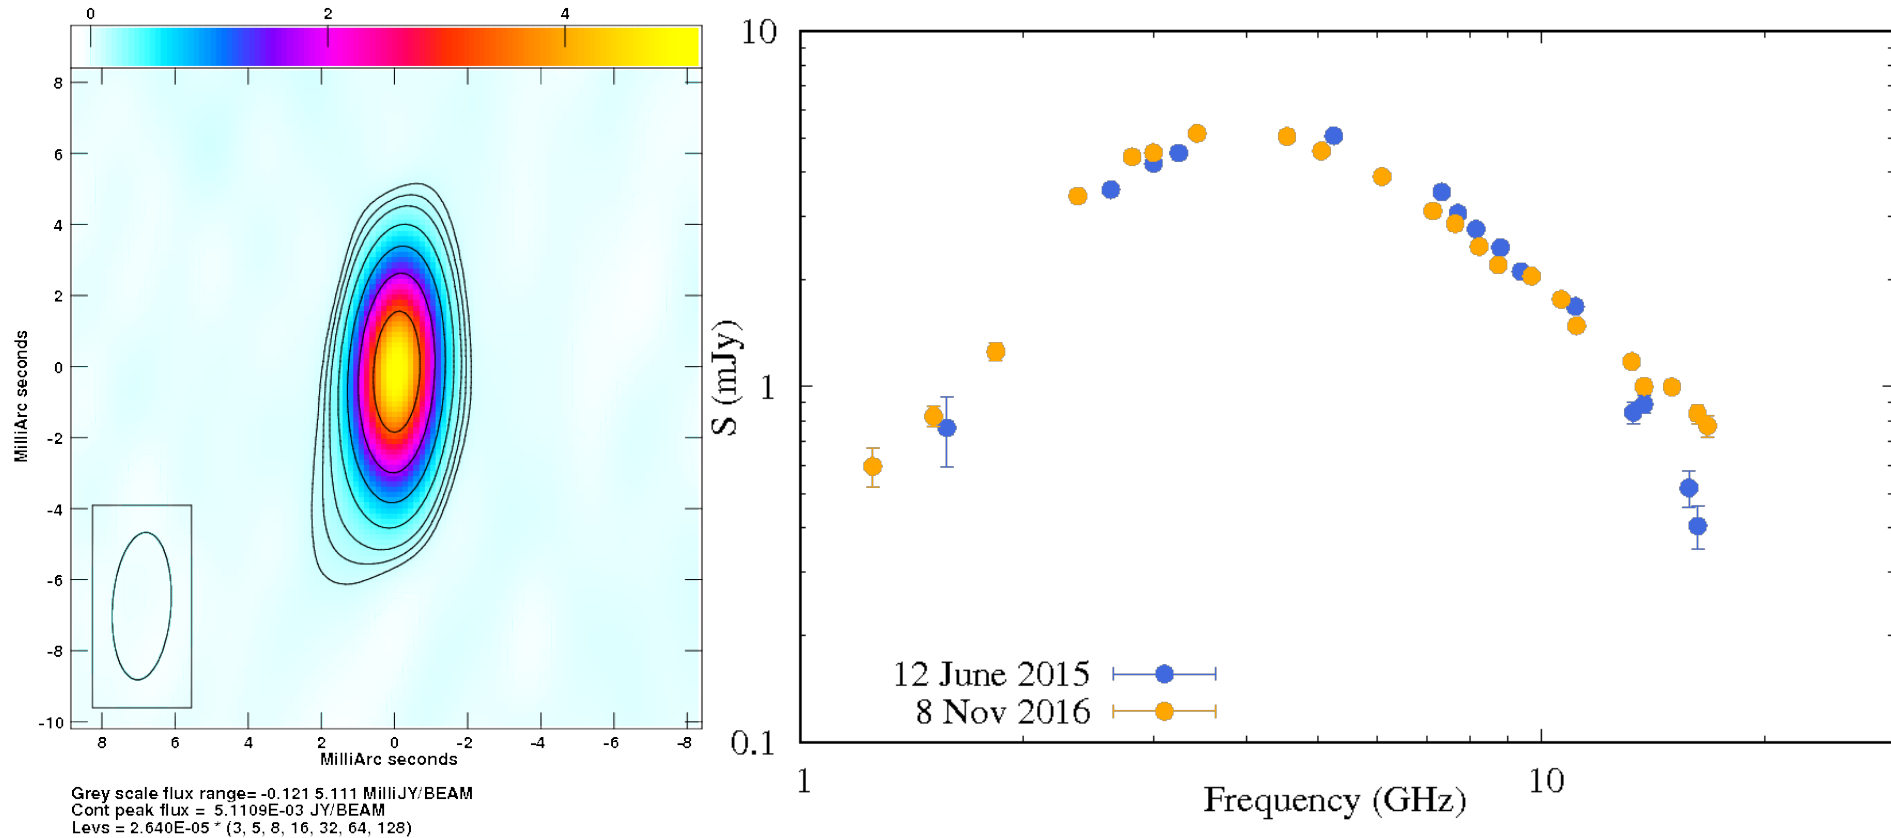 0 2 4
8
6
4
2
0
-2
-4
-6
-8
-10
MilliArc seconds
8 6 4 2 0 -2 -4 -6 -8
MilliArc seconds
Grey scale flux range= -0.121 5.111 MilliJY/BEAM
Cont peak flux = 5.1109E-03 JY/BEAM
Levs = 2.640E-05 * (3, 5, 8, 16, 32, 64, 128)
10
1
0.1
S (mJy)
12 June 2015
8 Nov 2016
1 10
Frequency (GHz)